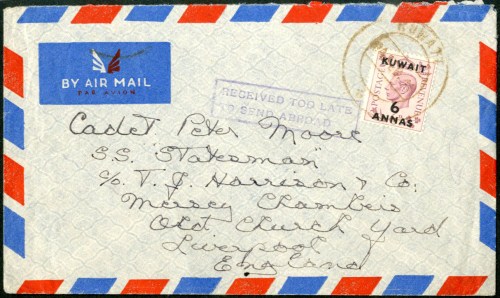 BY AIR MAIL
PAR AVION
KUWAIT
RECEIVED TOO LATE
TO SEND ABROAD
KUWAIT
6
ANNAS
Cadet Peter Moore
S.S. "Statesman"
c/o T. J. Harrison & Co.
Mersey Chambers
Old Church Yard
Liverpool
England